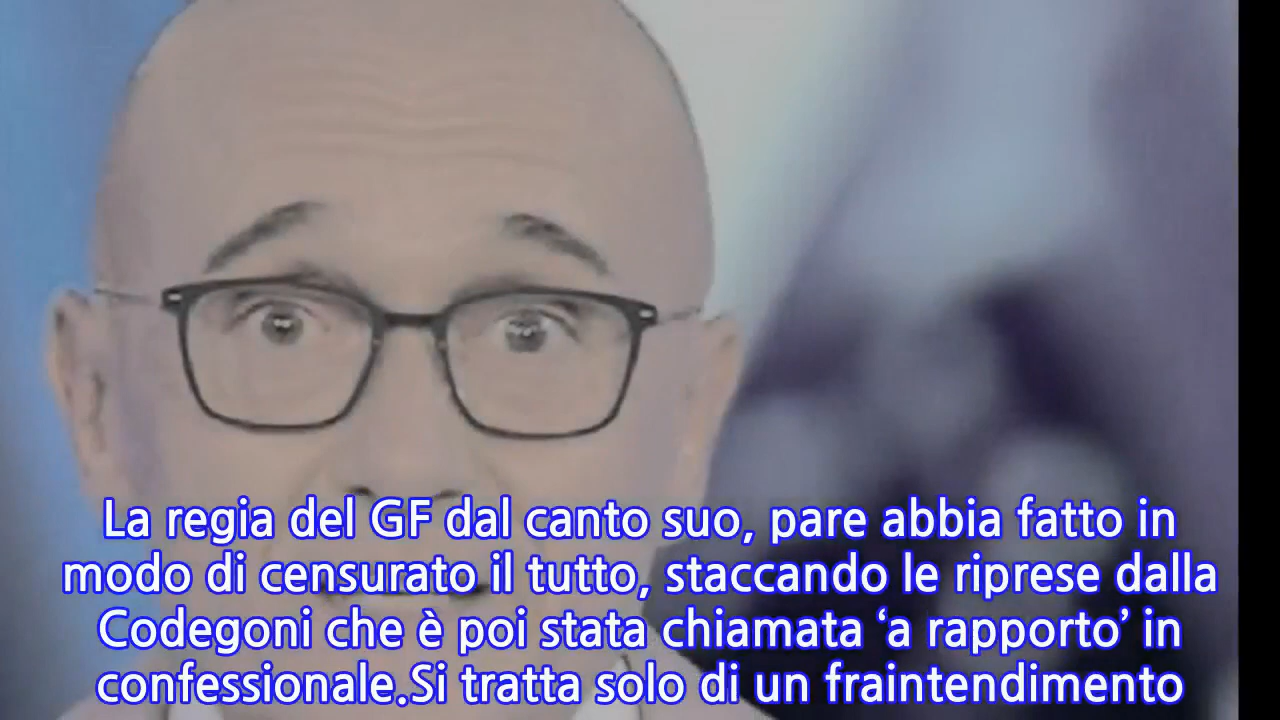 La regia del GF dal canto suo, pare abbia fatto in
modo di censurato il tutto, staccando le riprese dalla
Codegoni che è poi stata chiamata ‘a rapporto’ in
confessionale.Si tratta solo di un fraintendimento